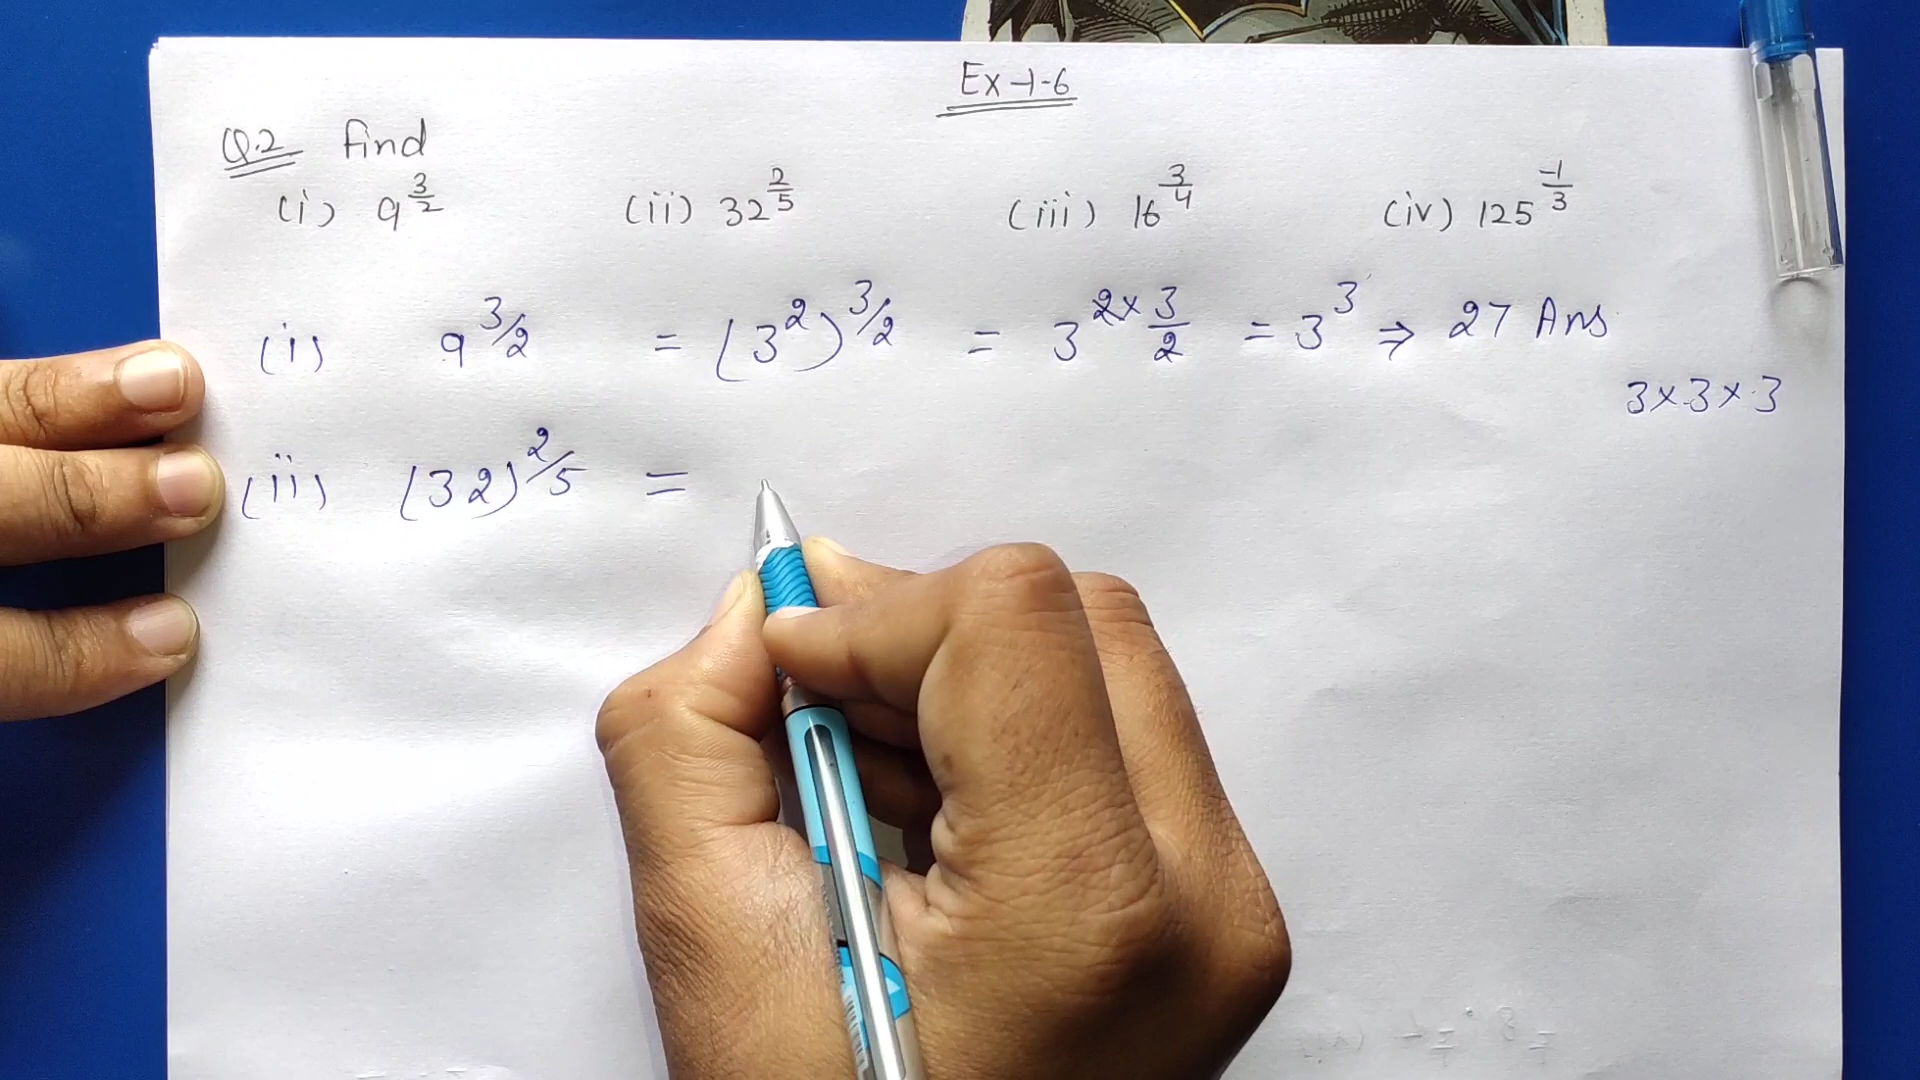 Ex-1-6
Q.2 find
(i) 9^3/2 (ii) 32^2/5 (iii) 16^3/4 (iv) 125^-1/3
(i) 9^3/2 = (3^2)^3/2 = 3^2×3/2 = 3^3 ⇒ 27 Ans
3×3×3
(ii) (32)^2/5 =